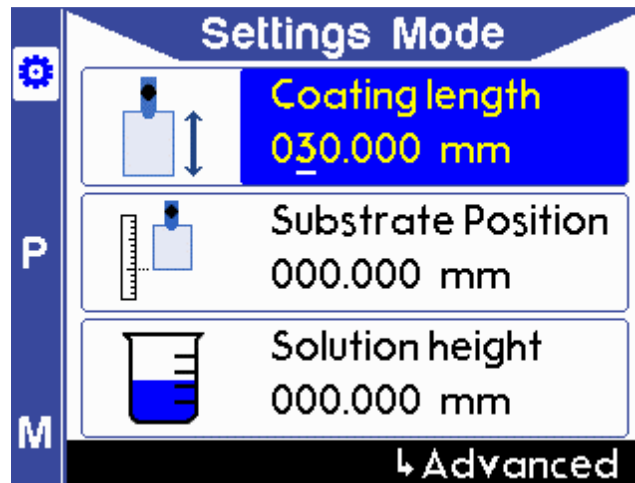 Settings Mode
Coating length
030.000 mm
P
Substrate Position
000.000 mm
Solution height
000.000 mm
M
↳ Advanced